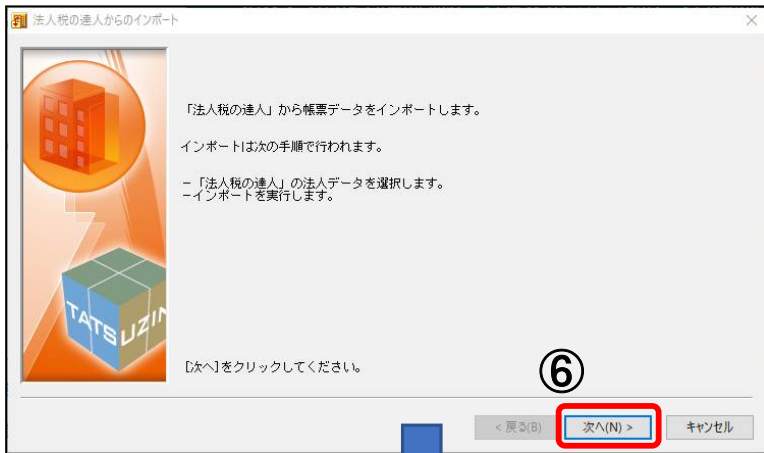 法人税の達人からのインポート
「法人税の達人」から帳票データをインポートします。
インポートは次の手順で行われます。
－「法人税の達人」の法人データを選択します。
－インポートを実行します。
TATSUZIN
[次へ]をクリックしてください。
⑥
< 戻る(B)
次へ(N) >
キャンセル